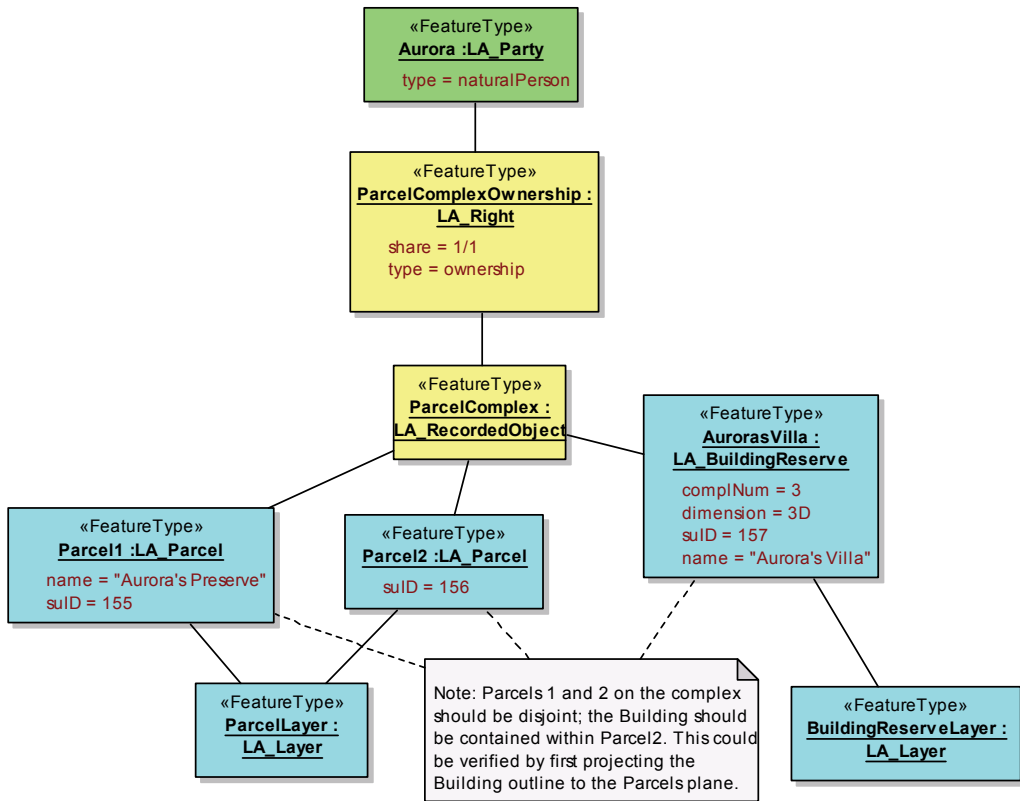 «FeatureType»
Aurora :LA_Party
type = naturalPerson
«FeatureType»
ParcelComplexOwnership :
LA_Right
share = 1/1
type = ownership
«FeatureType»
ParcelComplex :
LA_RecordedObject
«FeatureType»
AurorasVilla :
LA_BuildingReserve
complNum = 3
dimension = 3D
suID = 157
name = "Aurora's Villa"
«FeatureType»
Parcel1 :LA_Parcel
name = "Aurora's Preserve"
suID = 155
«FeatureType»
Parcel2 :LA_Parcel
suID = 156
«FeatureType»
ParcelLayer :
LA_Layer
Note: Parcels 1 and 2 on the complex
should be disjoint; the Building should
be contained within Parcel2. This could
be verified by first projecting the
Building outline to the Parcels plane.
«FeatureType»
BuildingReserveLayer :
LA_Layer